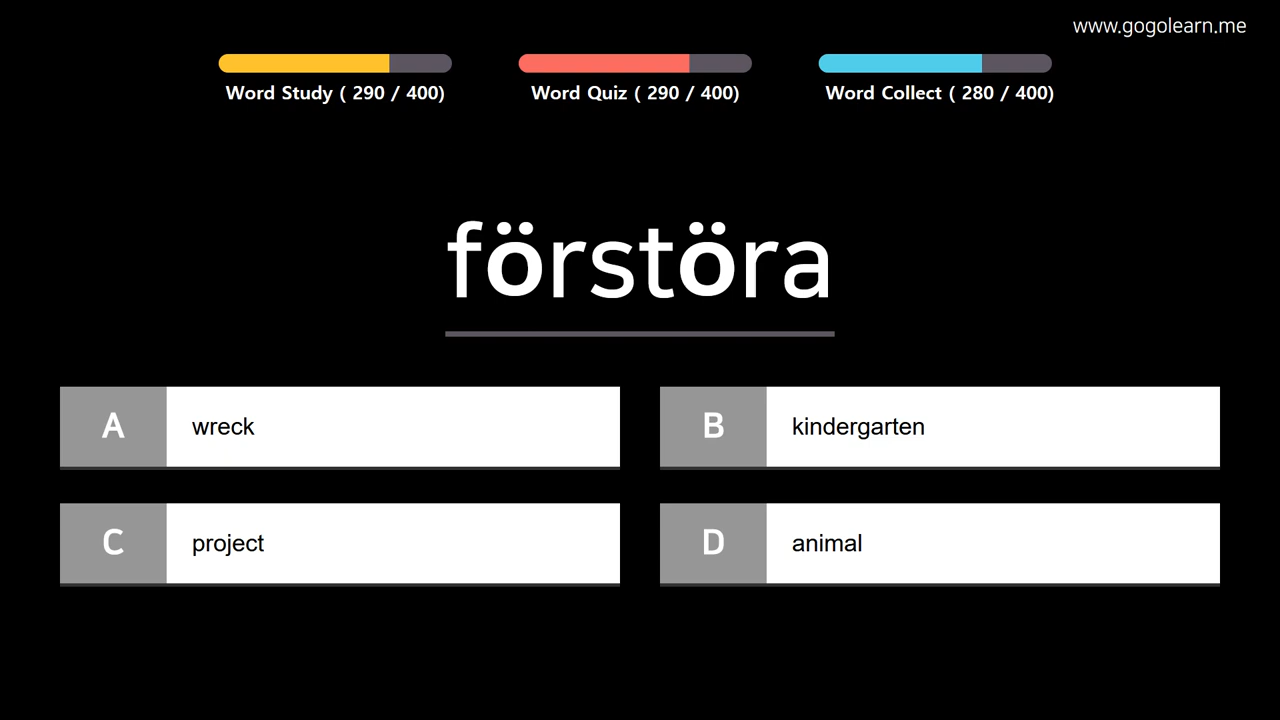 www.gogolearn.me
Word Study ( 290 / 400)
Word Quiz ( 290 / 400)
Word Collect ( 280 / 400)
förstöra
A wreck
B kindergarten
C project
D animal